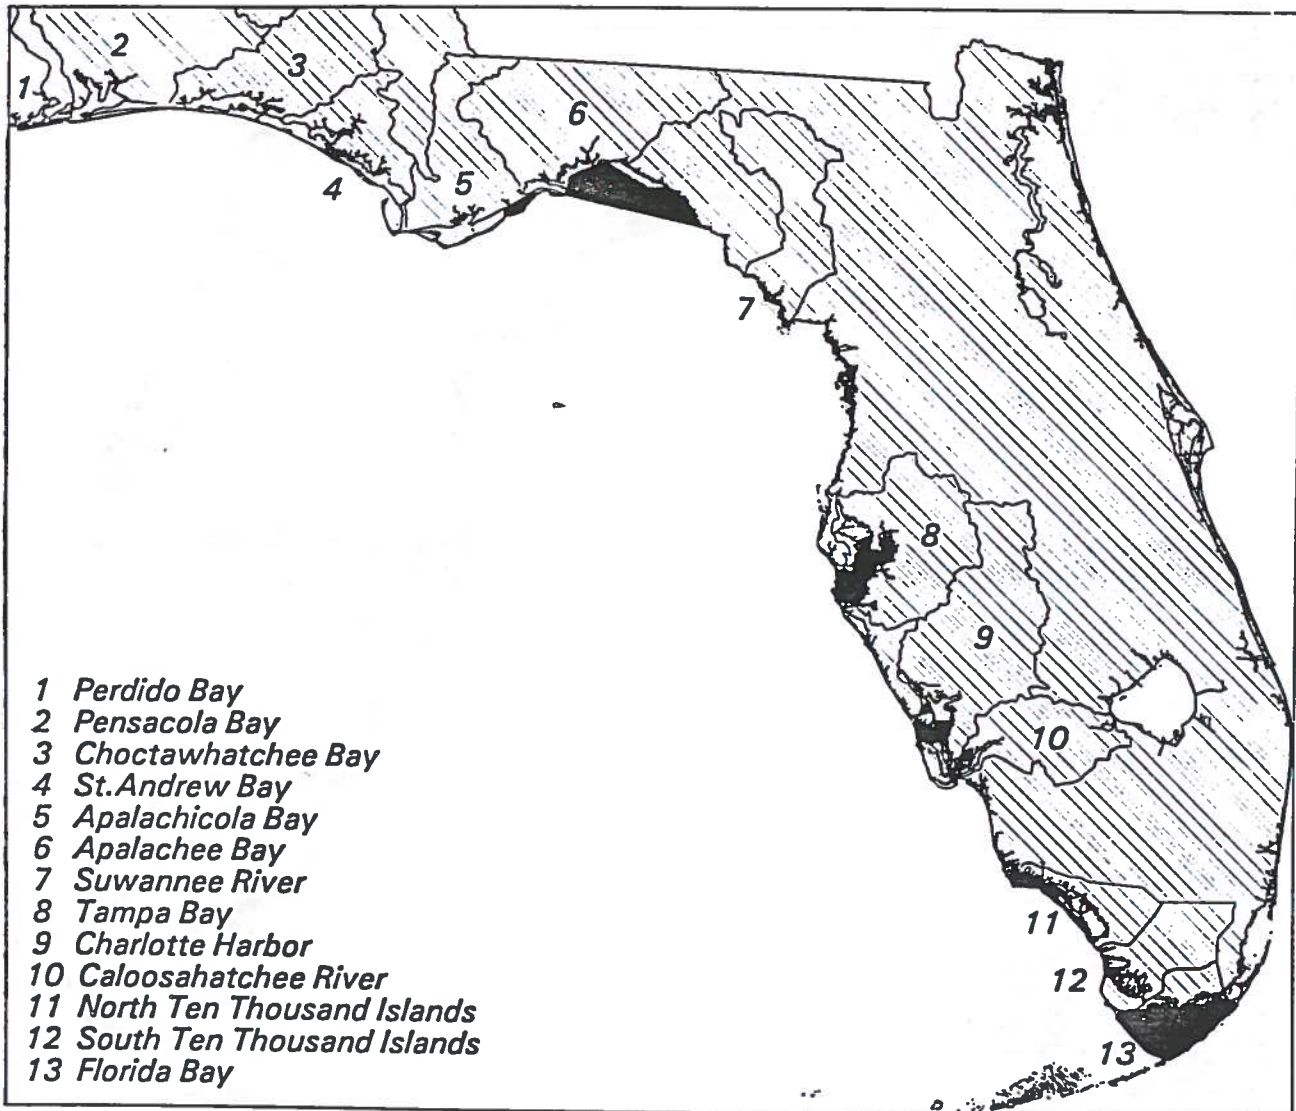 2
3
1
6
4
5
7
8
9
10
11
12
13
1 Perdido Bay
2 Pensacola Bay
3 Choctawhatchee Bay
4 St.Andrew Bay
5 Apalachicola Bay
6 Apalachee Bay
7 Suwannee River
8 Tampa Bay
9 Charlotte Harbor
10 Caloosahatchee River
11 North Ten Thousand Islands
12 South Ten Thousand Islands
13 Florida Bay